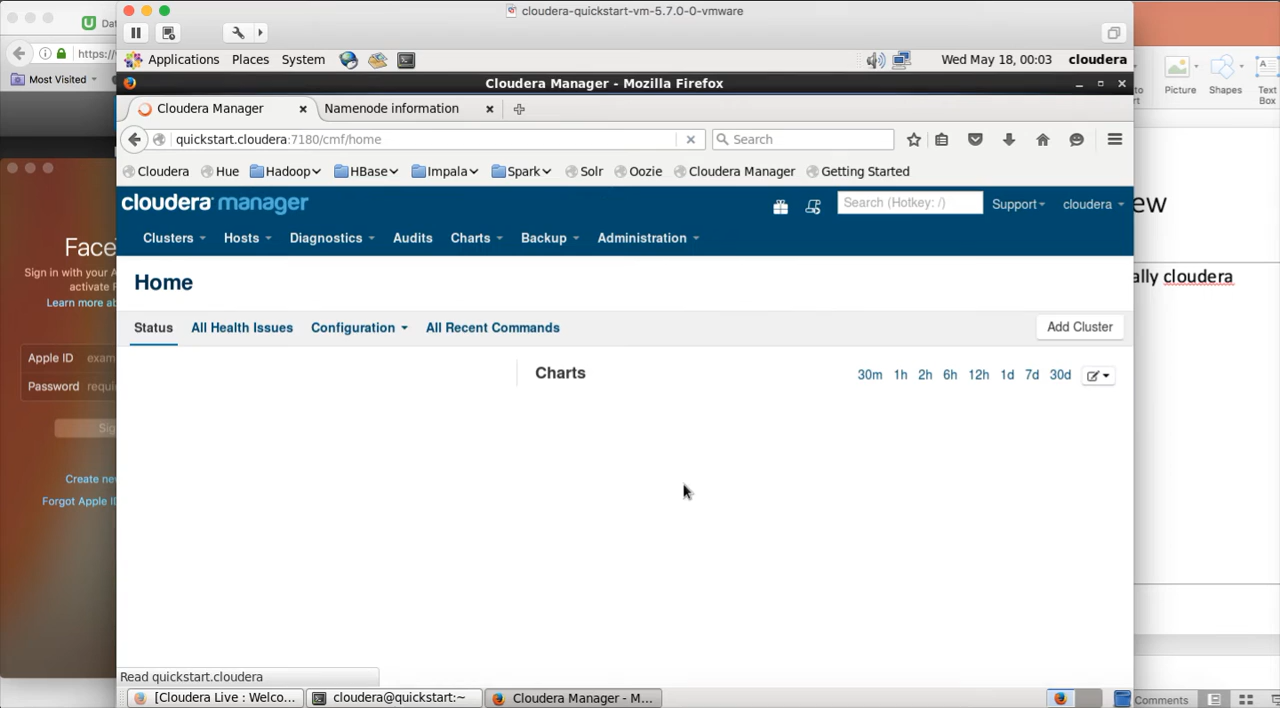 cloudera-quickstart-vm-5.7.0-0-vmware
Applications Places System Wed May 18, 00:03 cloudera
Cloudera Manager - Mozilla Firefox
Cloudera Manager Namenode information
quickstart.cloudera:7180/cmf/home Search
Cloudera Hue Hadoop HBase Impala Spark Solr Oozie Cloudera Manager Getting Started
cloudera manager Search (Hotkey: /) Support cloudera
Clusters Hosts Diagnostics Audits Charts Backup Administration
Home
Status All Health Issues Configuration All Recent Commands Add Cluster
Charts 30m 1h 2h 6h 12h 1d 7d 30d
Read quickstart.cloudera
[Cloudera Live : Welco... cloudera@quickstart:~ Cloudera Manager - M...
https://
Most Visited
Sign in with your A
activate
Learn more ab
Apple ID exam
Password requi
Sig
Create ne
Forgot Apple ID
Picture Shapes Text
Box
ew
ally cloudera
Comments